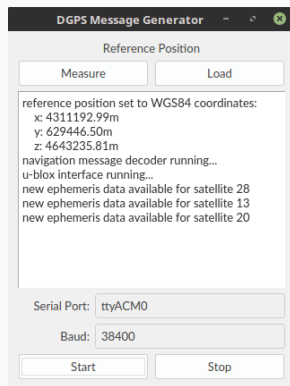 DGPS Message Generator
Reference Position
Measure Load
reference position set to WGS84 coordinates:
x: 4311192.99m
y: 629446.50m
z: 4643235.81m
navigation message decoder running...
u-blox interface running...
new ephemeris data available for satellite 28
new ephemeris data available for satellite 13
new ephemeris data available for satellite 20
Serial Port: ttyACM0
Baud: 38400
Start Stop